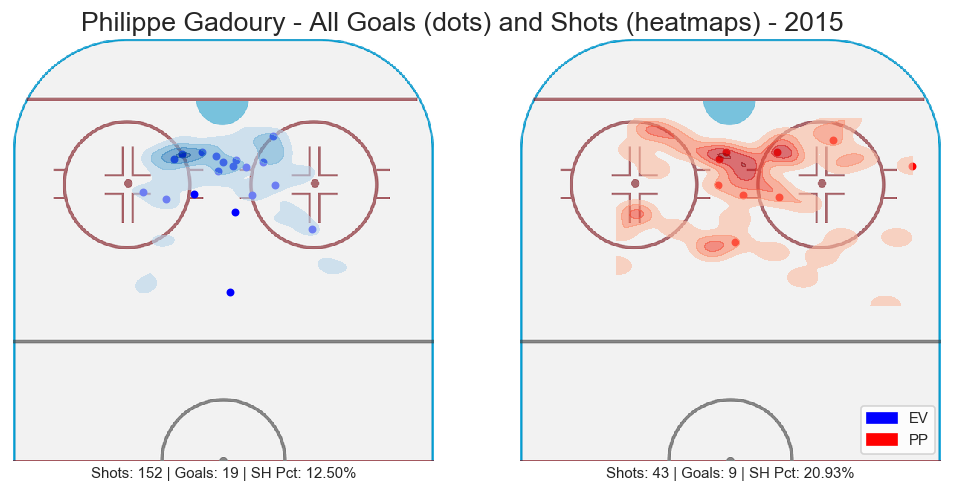 Philippe Gadoury - All Goals (dots) and Shots (heatmaps) - 2015
EV
PP
Shots: 152 | Goals: 19 | SH Pct: 12.50%
Shots: 43 | Goals: 9 | SH Pct: 20.93%